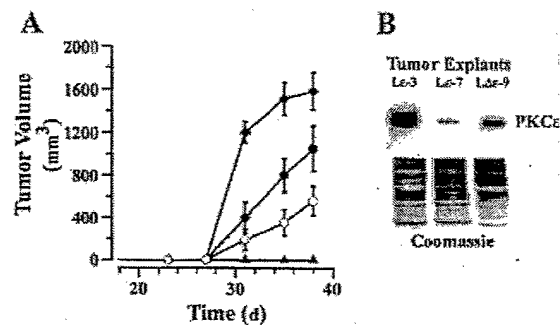 A
Tumor Volume
(mm³)
2000
1600
1200
800
400
0
20
30
40
Time (d)
B
Tumor Explants
Lε-3 Lε-7 LΔε-9
PKCε
Coomassie